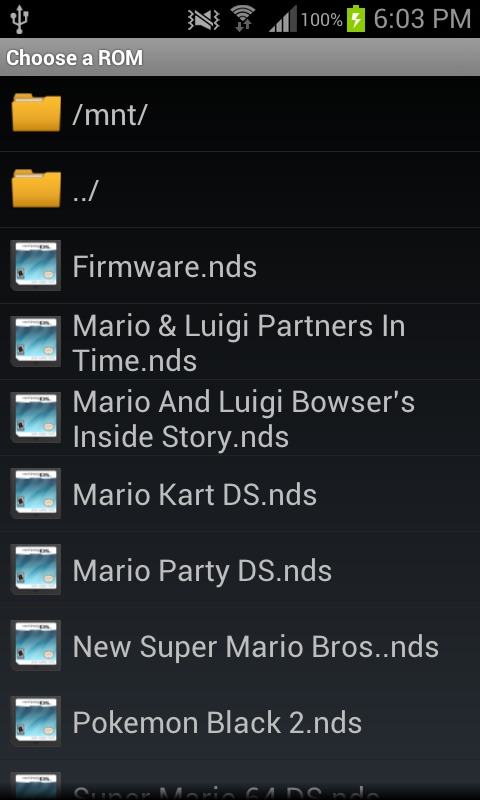 100% 6:03 PM
Choose a ROM
/mnt/
../
Firmware.nds
Mario & Luigi Partners In
Time.nds
Mario And Luigi Bowser's
Inside Story.nds
Mario Kart DS.nds
Mario Party DS.nds
New Super Mario Bros..nds
Pokemon Black 2.nds
Super Mario 64 DS.nds